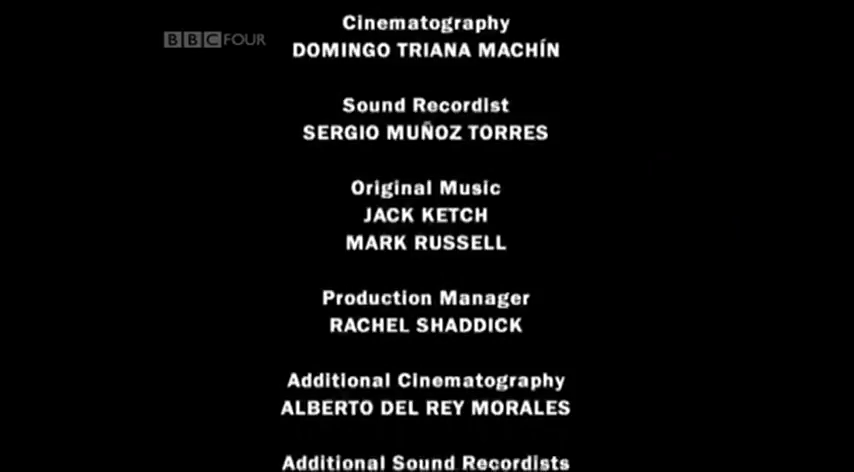 Cinematography
BBC FOUR
DOMINGO TRIANA MACHÍN
Sound Recordist
SERGIO MUÑOZ TORRES
Original Music
JACK KETCH
MARK RUSSELL
Production Manager
RACHEL SHADDICK
Additional Cinematography
ALBERTO DEL REY MORALES
Additional Sound Recordists